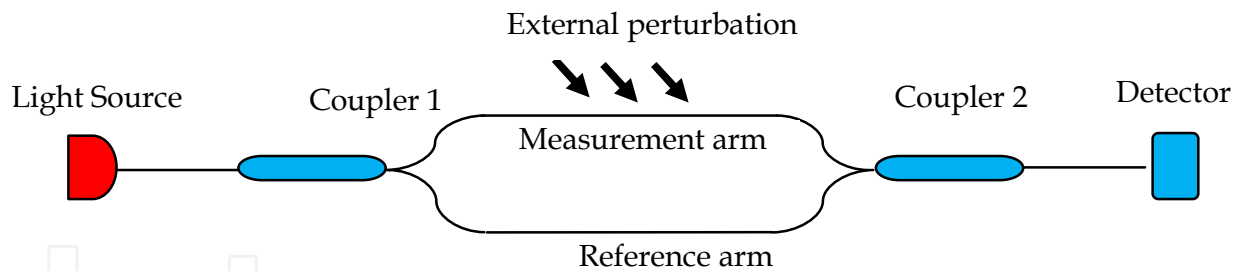 External perturbation
Light Source
Coupler 1
Coupler 2
Detector
Measurement arm
Reference arm